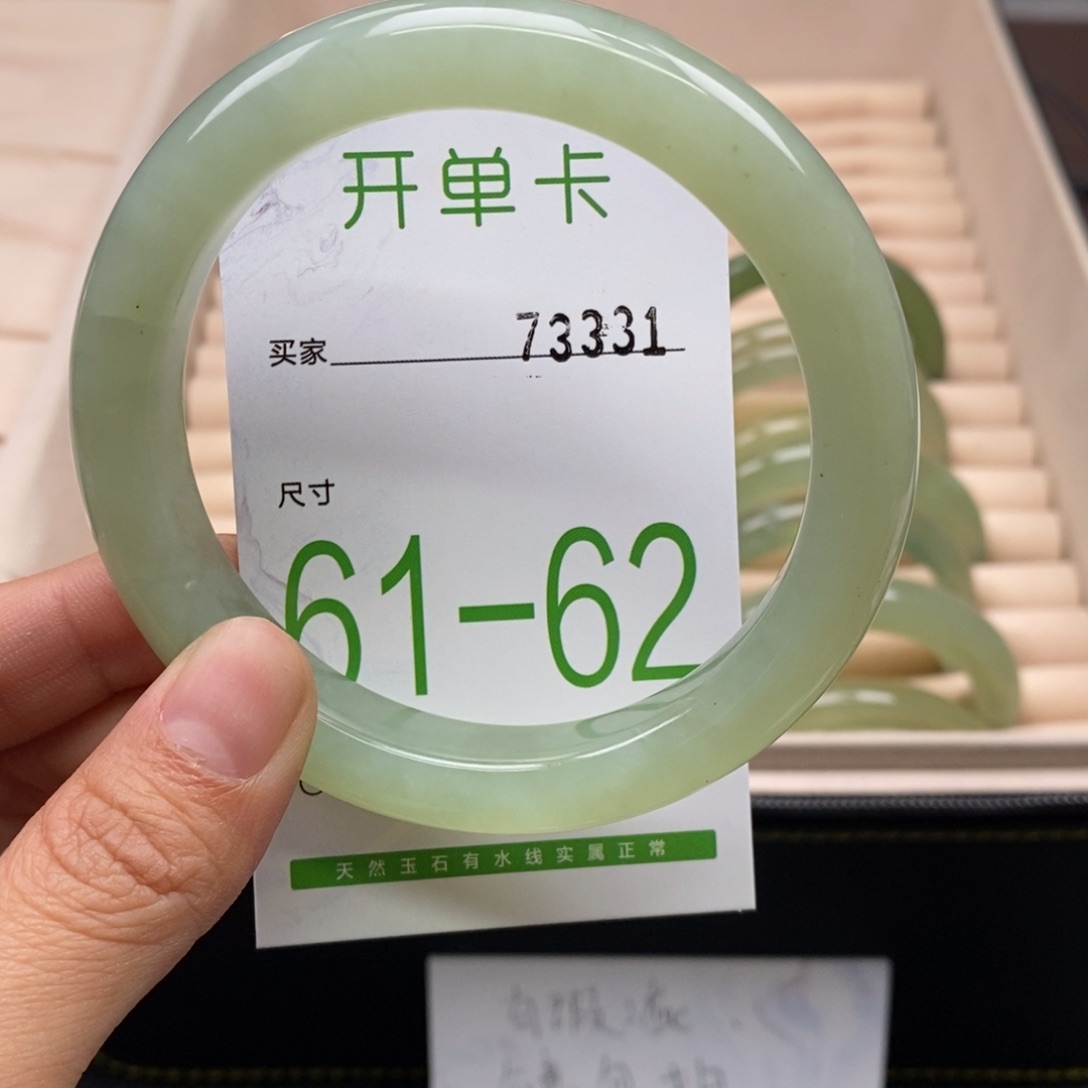 开单卡
买家 73331
尺寸
61-62
天然玉石有水线实属正常